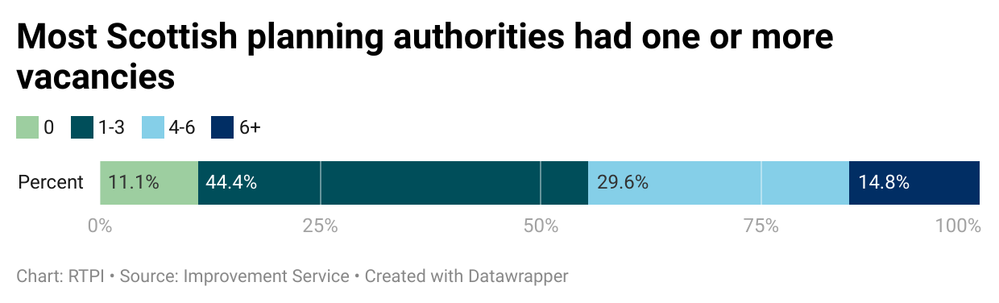 Most Scottish planning authorities had one or more
vacancies
0 1-3 4-6 6+
Percent 11.1% 44.4% 29.6% 14.8%
0% 25% 50% 75% 100%
Chart: RTPI • Source: Improvement Service • Created with Datawrapper